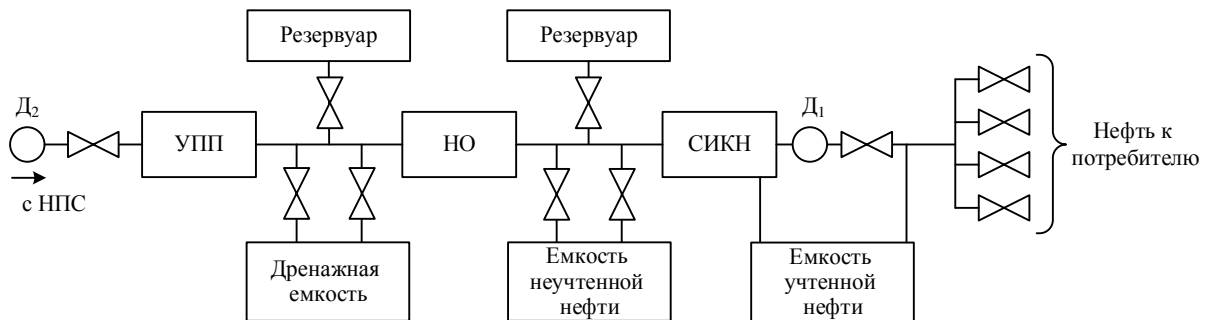 Резервуар
Резервуар
Д₂
УПП
НО
СИКН
Д₁
Нефть к
потребителю
с НПС
Дренажная
емкость
Емкость
неучтенной
нефти
Емкость
учтенной
нефти